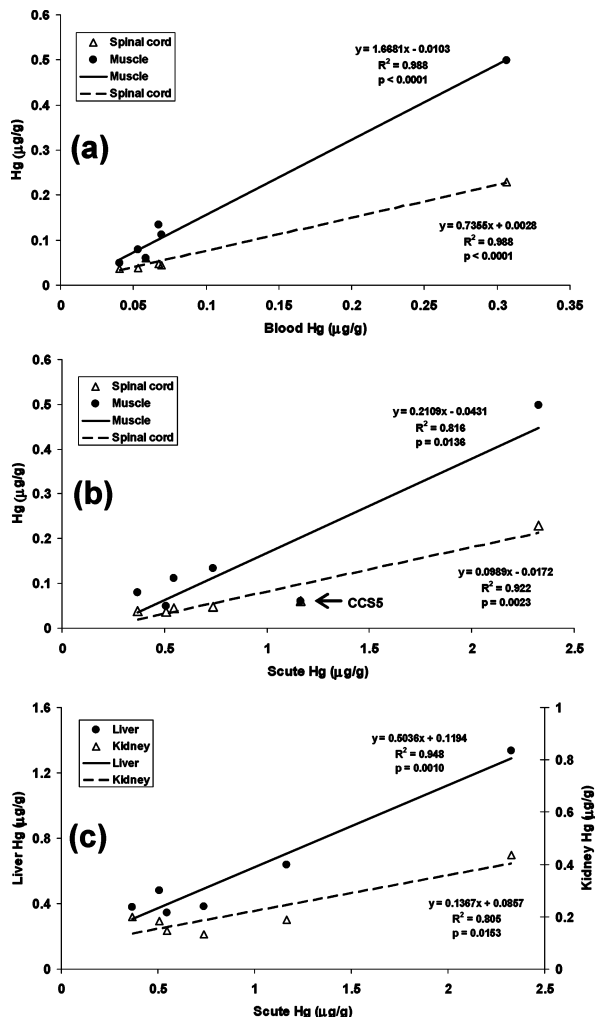 △ Spinal cord
● Muscle
Muscle
Spinal cord
y = 1.6681x - 0.0103
R² = 0.988
p < 0.0001
(a)
y = 0.7355x + 0.0028
R² = 0.988
p < 0.0001
Hg (µg/g)
0.6
0.5
0.4
0.3
0.2
0.1
0
0 0.05 0.1 0.15 0.2 0.25 0.3 0.35
Blood Hg (µg/g)
△ Spinal cord
● Muscle
Muscle
Spinal cord
y = 0.2109x - 0.0431
R² = 0.816
p = 0.0136
(b)
y = 0.0989x - 0.0172
R² = 0.922
p = 0.0023
CCS5
Hg (µg/g)
0.6
0.5
0.4
0.3
0.2
0.1
0
0 0.5 1 1.5 2 2.5
Scute Hg (µg/g)
● Liver
△ Kidney
Liver
Kidney
y = 0.5036x + 0.1194
R² = 0.948
p = 0.0010
(c)
y = 0.1367x + 0.0857
R² = 0.805
p = 0.0153
Liver Hg (µg/g)
1.6
1.2
0.8
0.4
0
Kidney Hg (µg/g)
1
0.8
0.6
0.4
0.2
0
0 0.5 1 1.5 2 2.5
Scute Hg (µg/g)